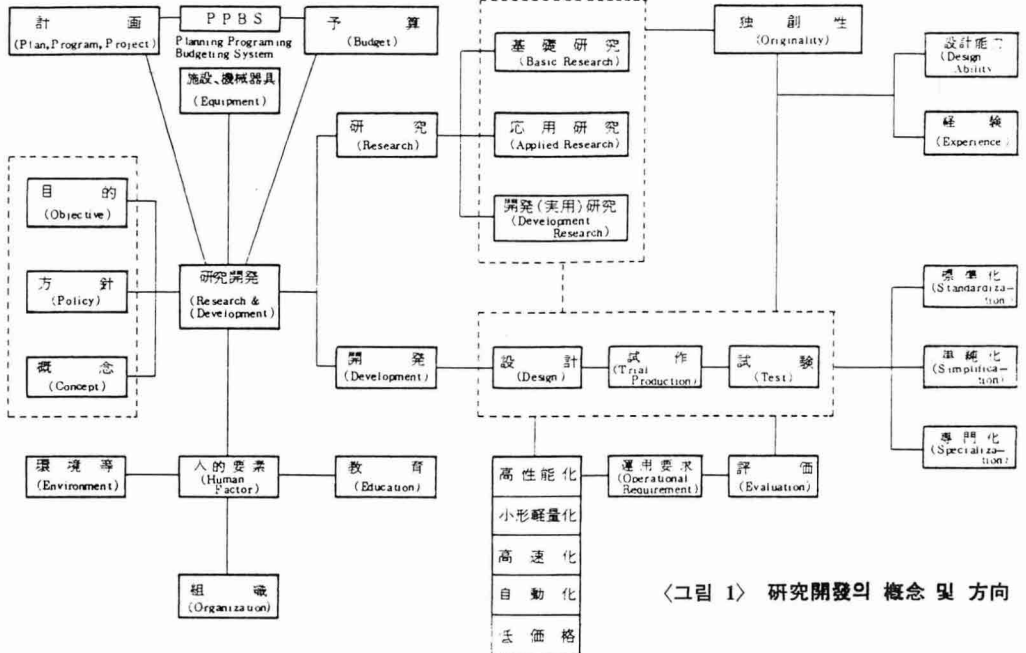 計 画
(Plan, Program, Project)
PPBS
Planning Programing
Budgeting System
予 算
(Budget)
施設、機械器具
(Equipment)
独 創 性
(Originality)
基 礎 研 究
(Basic Research)
設計能力
(Design
Ability)
研 究
(Research)
応 用 研 究
(Applied Research)
経 験
(Experience)
目 的
(Objective)
開発(実用)研究
(Development
Research)
方 針
(Policy)
研究開発
(Research &
(Development)
標準化
(Standardiza-
tion)
概 念
(Concept)
開 発
(Development)
設 計
(Design)
試 作
(Trial
Production)
試 験
(Test)
単純化
(Simplifica-
tion)
専門化
(Specializa-
tion)
環 境 等
(Environment)
人的要素
(Human
Factor)
教 育
(Education)
高性能化
運用要求
(Operational
Requirement)
評 価
(Evaluation)
小形軽量化
高 速 化
自 動 化
低 価 格
組 織
(Organization)
〈그림 1〉 研究開發의 概念 및 方向